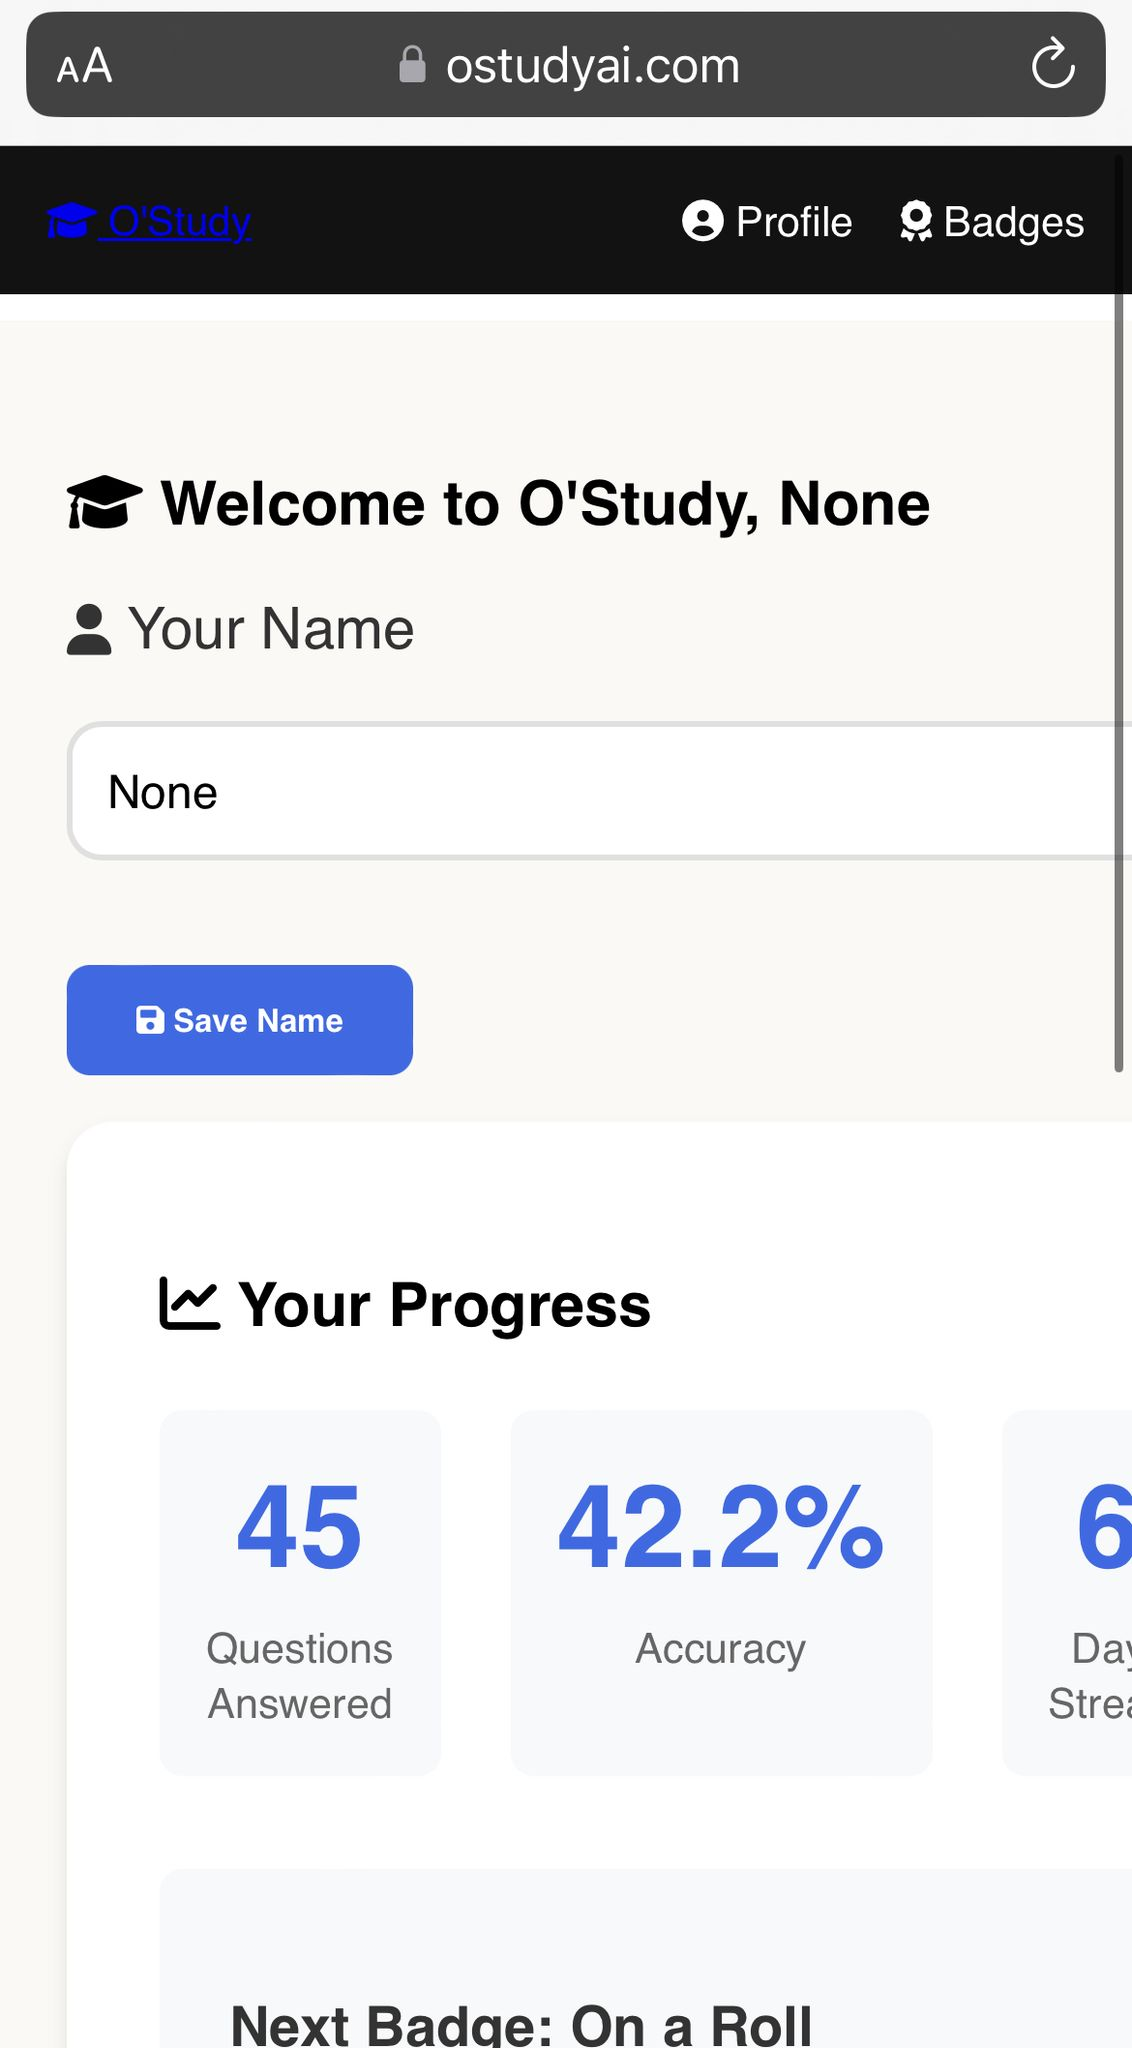 AA ostudyai.com
O'Study Profile Badges
Welcome to O'Study, None
Your Name
None
Save Name
Your Progress
45 42.2% 6
Questions Accuracy Day
Answered Strea
Next Badge: On a Roll